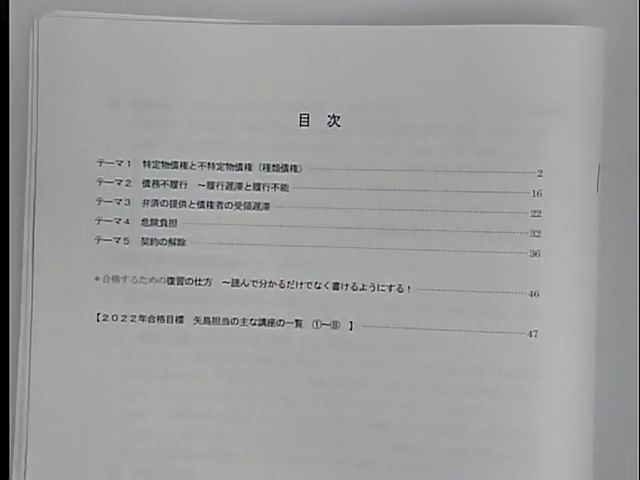 目 次
テーマ1 特定物債権と不特定物債権（種類債権） 2
テーマ2 債務不履行 ～履行遅滞と履行不能 16
テーマ3 弁済の提供と債権者の受領遅滞 22
テーマ4 危険負担 32
テーマ5 契約の解除 36
＊合格するための復習の仕方 ～読んで分かるだけでなく書けるようにする！ 46
【2022年合格目標 矢島担当の主な講座の一覧 ①～⑧ 】 47